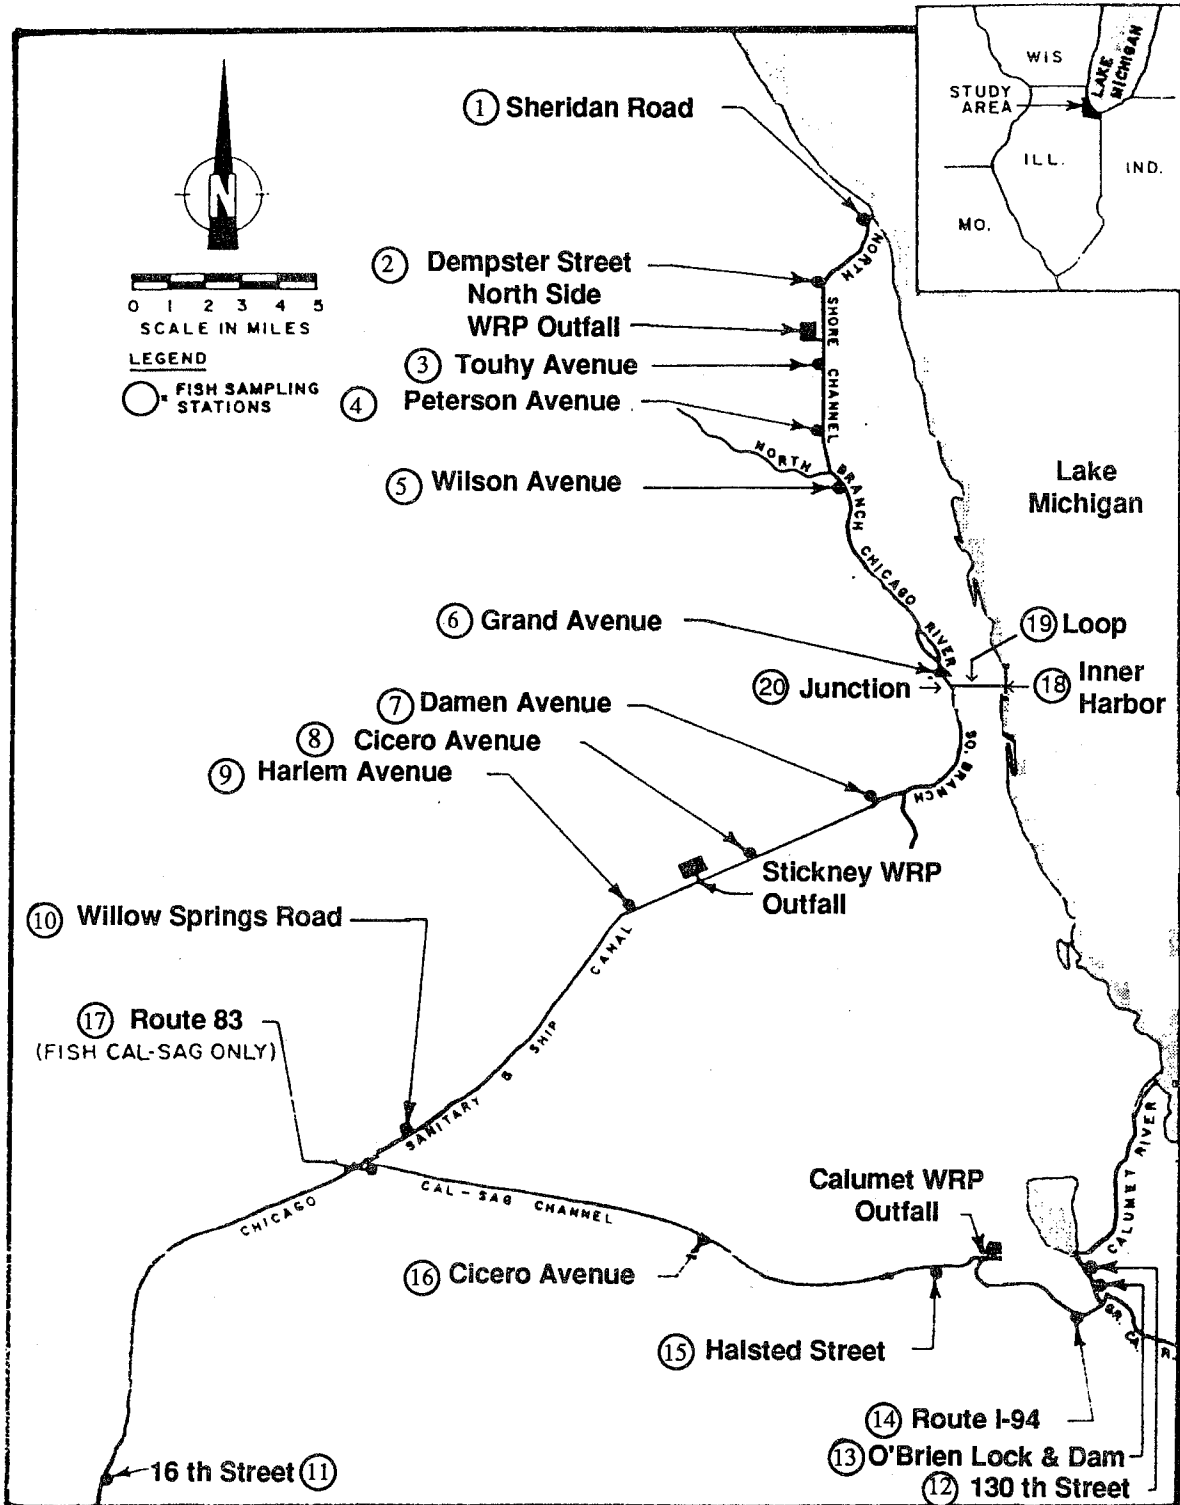 WIS
LAKE
MICHIGAN
STUDY
AREA
ILL.
IND.
MO.
N
0 1 2 3 4 5
SCALE IN MILES
LEGEND
= FISH SAMPLING
STATIONS
1 Sheridan Road
2 Dempster Street
North Side
WRP Outfall
3 Touhy Avenue
4 Peterson Avenue
5 Wilson Avenue
NORTH
SHORE
CHANNEL
NORTH
BRANCH
CHICAGO
RIVER
Lake
Michigan
6 Grand Avenue
19 Loop
20 Junction
18 Inner
Harbor
7 Damen Avenue
8 Cicero Avenue
9 Harlem Avenue
SO. BRANCH
Stickney WRP
Outfall
10 Willow Springs Road
17 Route 83
(FISH CAL-SAG ONLY)
CHICAGO
SANITARY & SHIP
CANAL
CAL-SAG CHANNEL
Calumet WRP
Outfall
CALUMET RIVER
GR. CAL. R.
16 Cicero Avenue
15 Halsted Street
14 Route I-94
13 O'Brien Lock & Dam
12 130 th Street
16 th Street 11